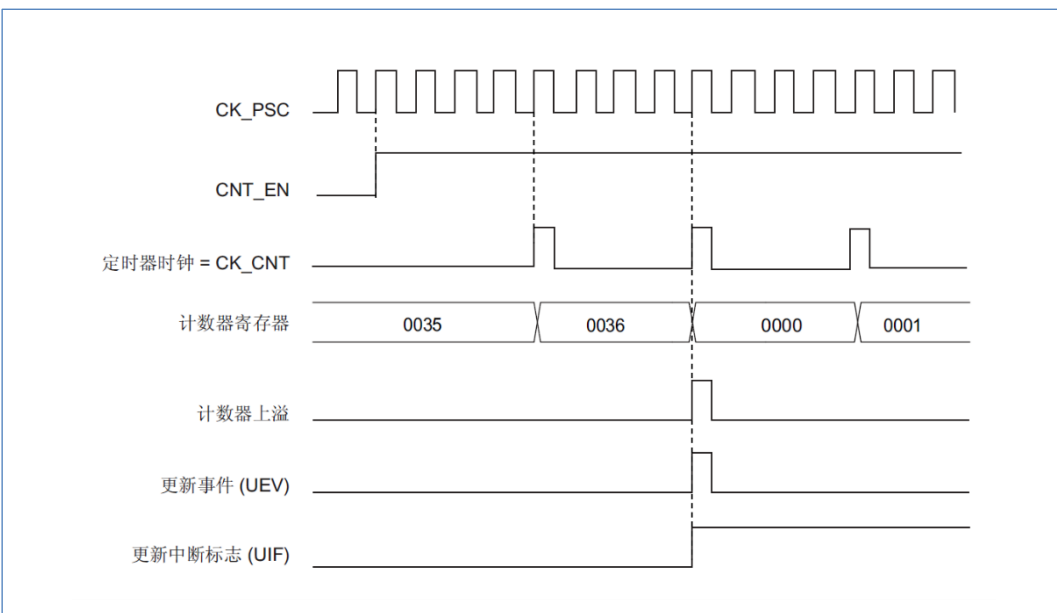 CK_PSC
CNT_EN
定时器时钟 = CK_CNT
计数器寄存器 0035 0036 0000 0001
计数器上溢
更新事件 (UEV)
更新中断标志 (UIF)